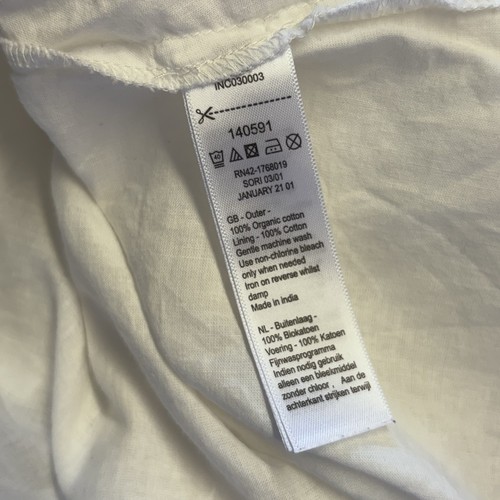 INC030003
140591
40
RN42-1768019
SORI 03/01
JANUARY 21 01
GB - Outer -
100% Organic cotton
Lining - 100% Cotton
Gentle machine wash
Use non-chlorine bleach
only when needed
Iron on reverse whilst
damp
Made in India
NL - Buitenlaag -
100% Biokatoen
Voering - 100% Katoen
Fijnwasprogramma
Indien nodig gebruik
alleen een bleekmiddel
zonder chloor . Aan de
achterkant strijken terwijl